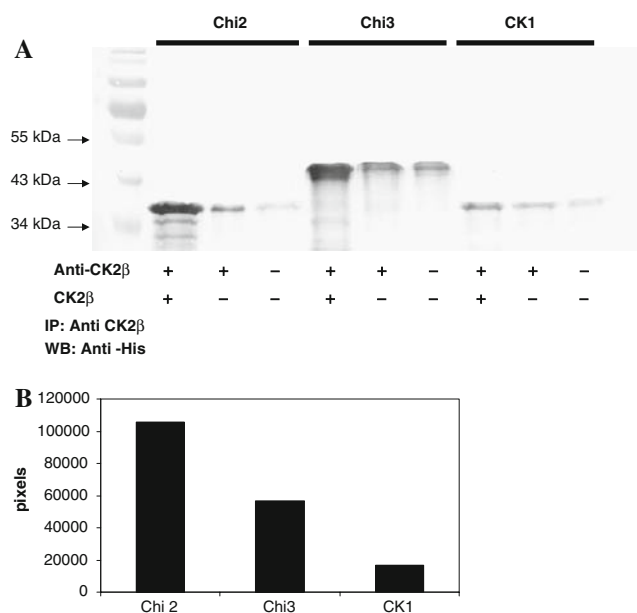 Chi2 Chi3 CK1
A
55 kDa
43 kDa
34 kDa
Anti-CK2β + + − + + − + + −
CK2β + − − + − − + − −
IP: Anti CK2β
WB: Anti -His
B
120000
100000
80000
60000
40000
20000
0
pixels
Chi 2 Chi3 CK1